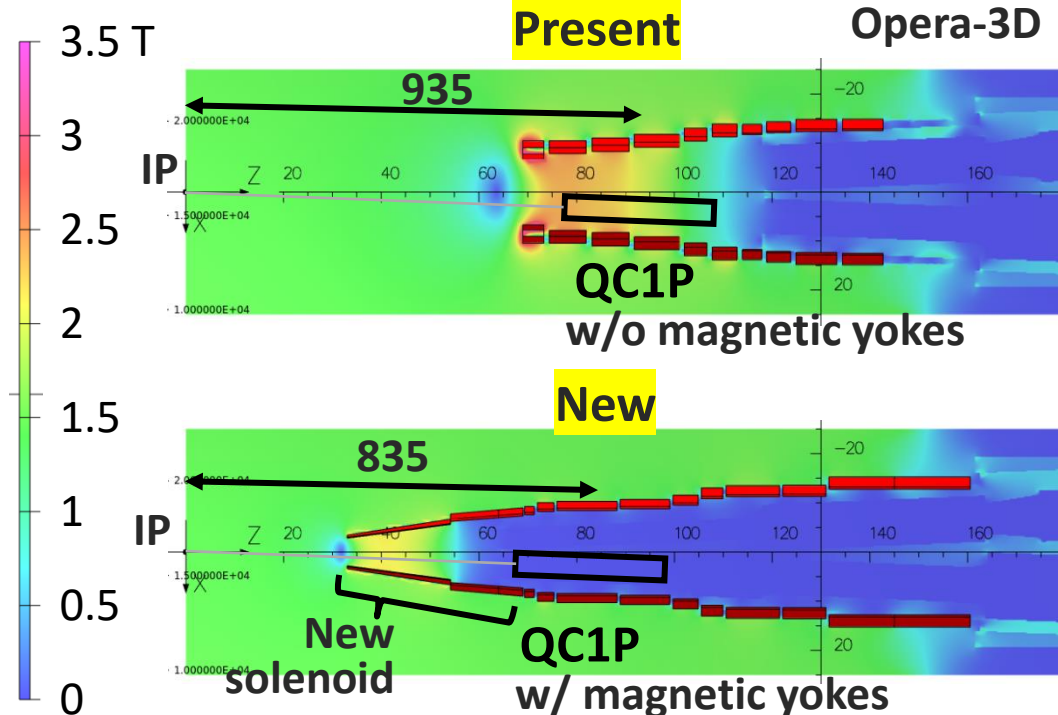 3.5 T
3
2.5
2
1.5
1
0.5
0
Present
Opera-3D
935
-20
2.000000E+04
IP
Z
20
40
60
80
100
120
140
160
1.500000E+04
X
QC1P
20
1.000000E+04
w/o magnetic yokes
New
835
-20
IP
Z
20
40
60
80
100
120
140
160
1.500000E+04
X
New
solenoid
QC1P
20
1.000000E+04
w/ magnetic yokes